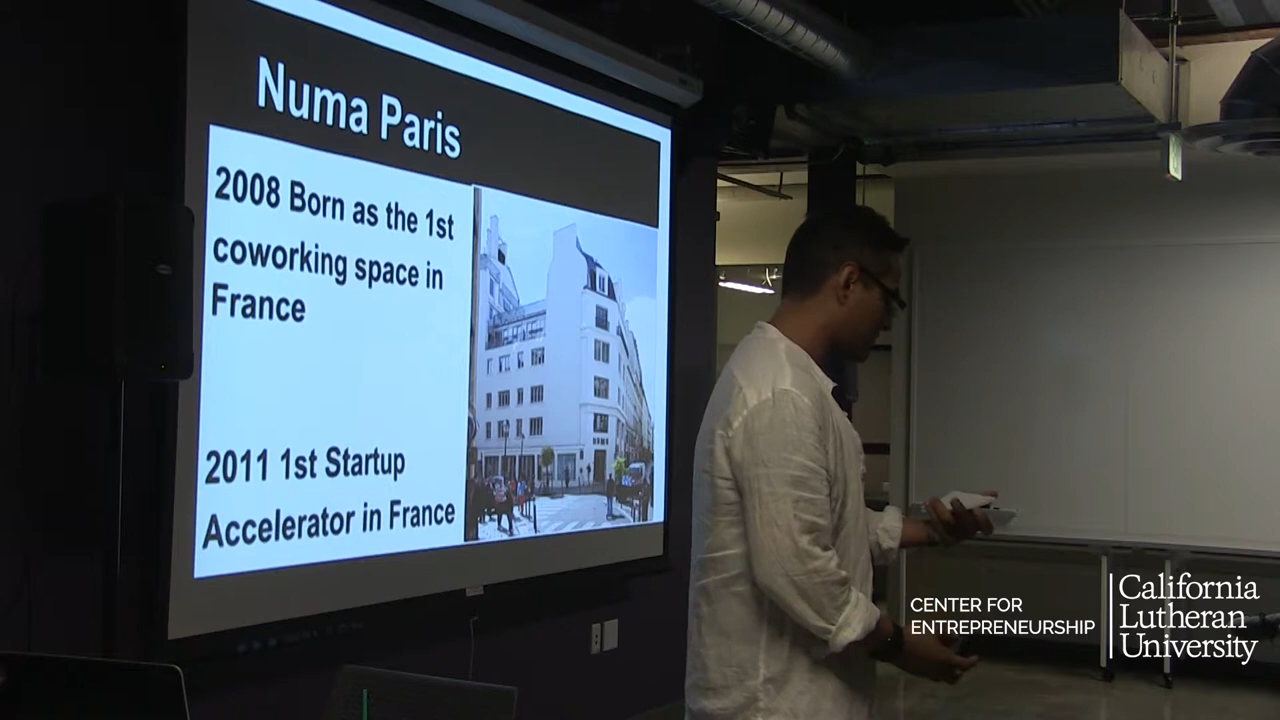 Numa Paris
2008 Born as the 1st
coworking space in
France
2011 1st Startup
Accelerator in France
CENTER FOR
ENTREPRENEURSHIP
California
Lutheran
University